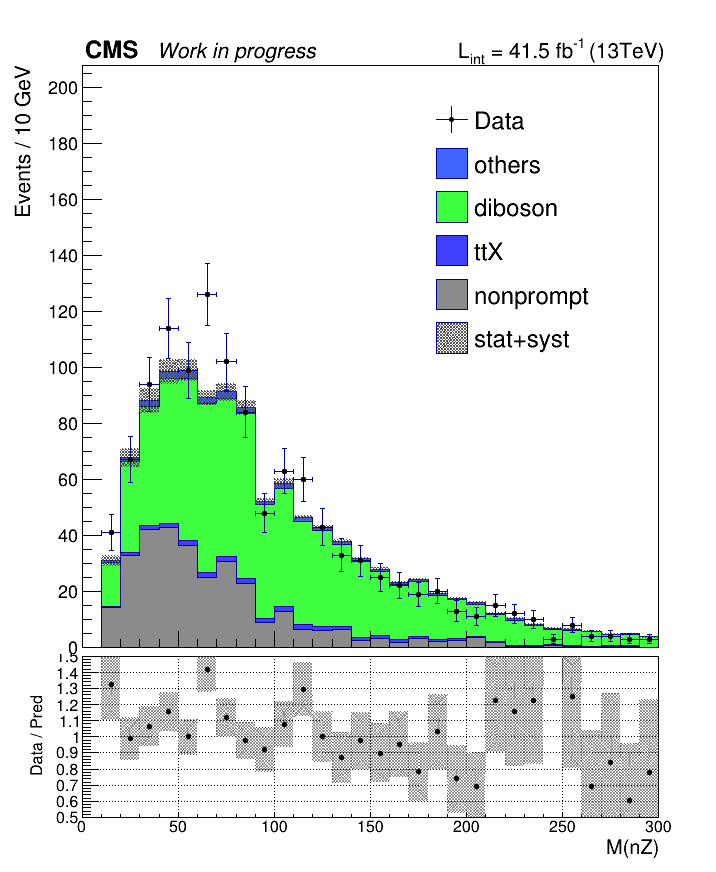 CMS Work in progress L_int = 41.5 fb⁻¹ (13TeV)
Events / 10 GeV
200
180
160
140
120
100
80
60
40
20
0
Data
others
diboson
ttX
nonprompt
stat+syst
Data / Pred
1.5
1.4
1.3
1.2
1.1
1
0.9
0.8
0.7
0.6
0.5
0 50 100 150 200 250 300
M(nZ)